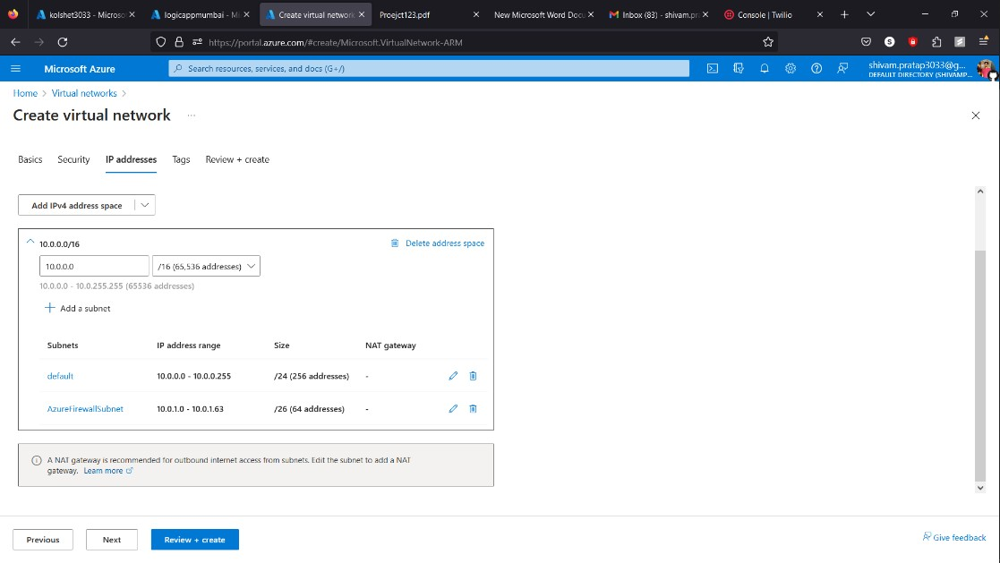 kolshet3033 - Microso
logicappmumbai - Mi
Create virtual network
Proejct123.pdf
New Microsoft Word Docu
Inbox (83) - shivam.pra
Console | Twilio
https://portal.azure.com/#create/Microsoft.VirtualNetwork-ARM
Microsoft Azure
Search resources, services, and docs (G+/)
shivam.pratap3033@g...
DEFAULT DIRECTORY (SHIVAMP...
Home > Virtual networks >
Create virtual network ...
Basics Security IP addresses Tags Review + create
Add IPv4 address space
10.0.0.0/16 Delete address space
10.0.0.0 /16 (65,536 addresses)
10.0.0.0 - 10.0.255.255 (65536 addresses)
+ Add a subnet
Subnets IP address range Size NAT gateway
default 10.0.0.0 - 10.0.0.255 /24 (256 addresses) -
AzureFirewallSubnet 10.0.1.0 - 10.0.1.63 /26 (64 addresses) -
A NAT gateway is recommended for outbound internet access from subnets. Edit the subnet to add a NAT
gateway. Learn more
Previous Next Review + create Give feedback